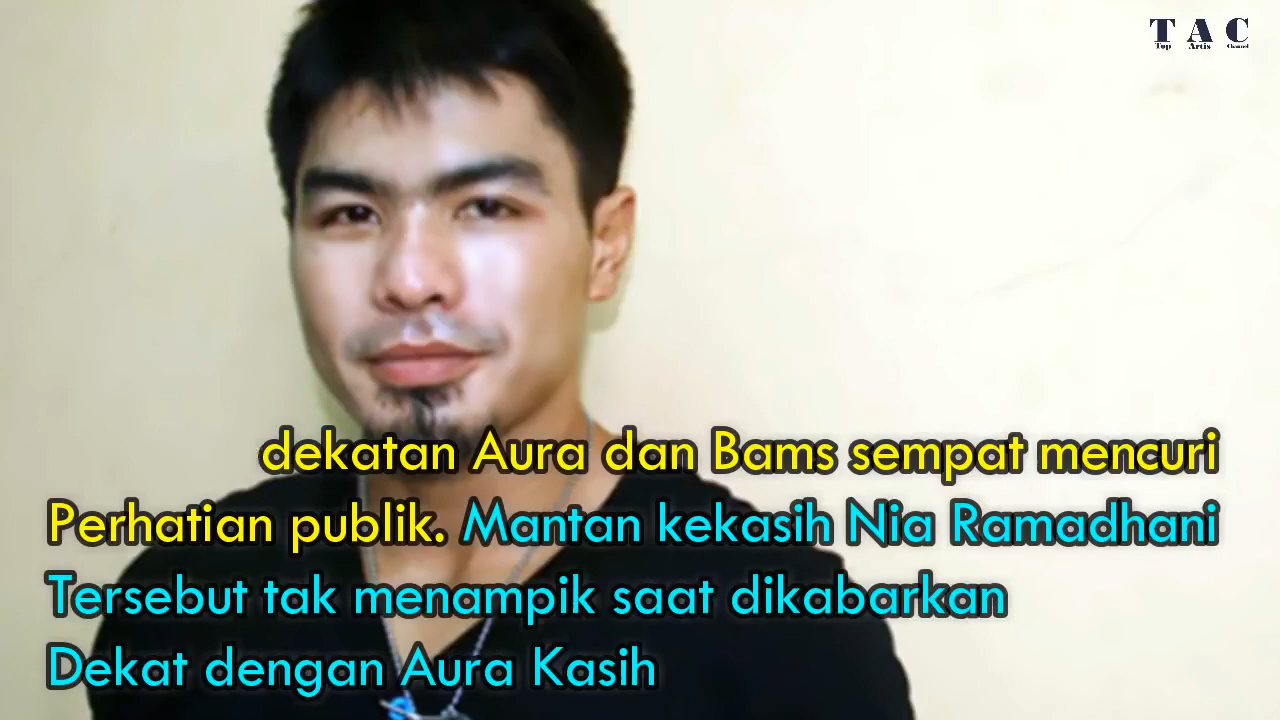 T A C
Top Artis Channel
dekatan Aura dan Bams sempat mencuri
Perhatian publik. Mantan kekasih Nia Ramadhani
Tersebut tak menampik saat dikabarkan
Dekat dengan Aura Kasih